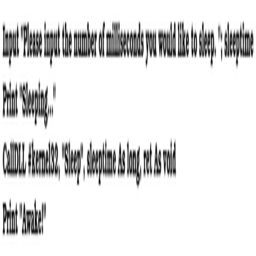 Input "Please input the number of milliseconds you would like to sleep. "; sleeptime
Print "Sleeping..."
CallDLL #kernel32, "Sleep", sleeptime As long, ret As void
Print "Awake!"